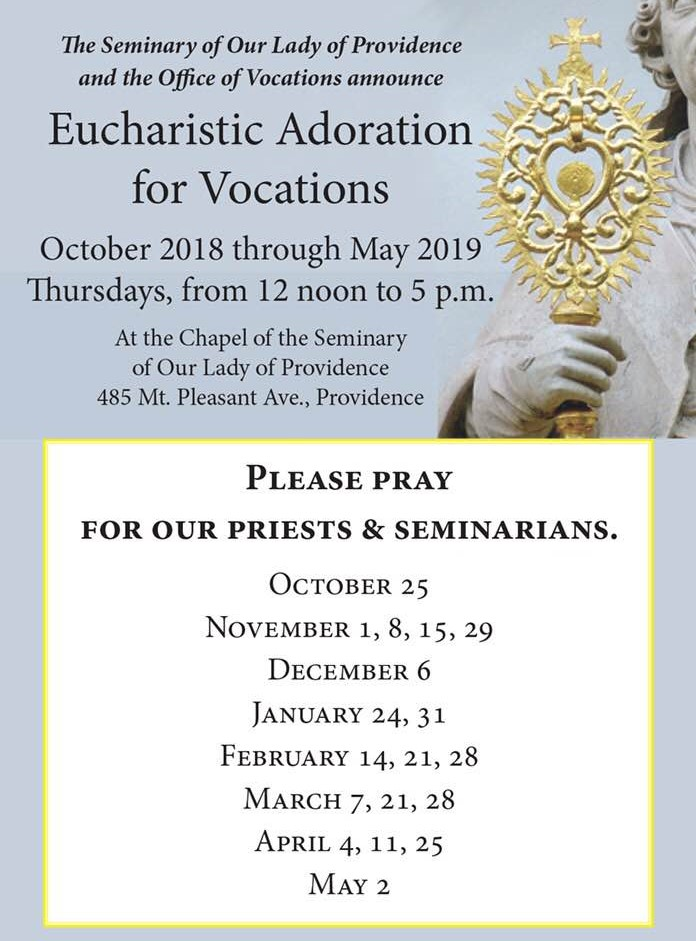 The Seminary of Our Lady of Providence
and the Office of Vocations announce
Eucharistic Adoration
for Vocations
October 2018 through May 2019
Thursdays, from 12 noon to 5 p.m.
At the Chapel of the Seminary
of Our Lady of Providence
485 Mt. Pleasant Ave., Providence
Please pray
for our priests & seminarians.
October 25
November 1, 8, 15, 29
December 6
January 24, 31
February 14, 21, 28
March 7, 21, 28
April 4, 11, 25
May 2